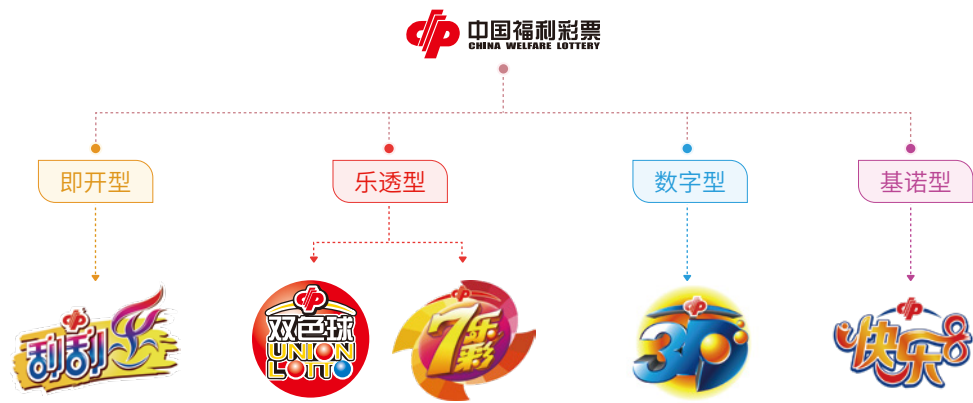 中国福利彩票
CHINA WELFARE LOTTERY
即开型
乐透型
数字型
基诺型
刮刮乐
双色球
UNION
LOTTO
7乐彩
3D
快乐8